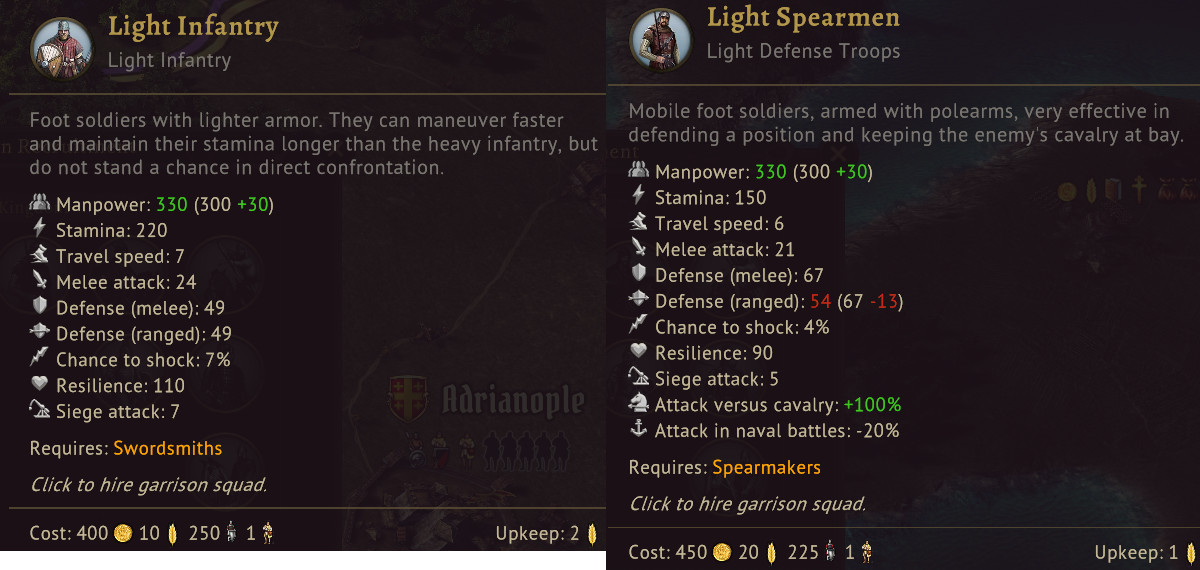 Light Infantry
Light Infantry
Foot soldiers with lighter armor. They can maneuver faster
and maintain their stamina longer than the heavy infantry, but
do not stand a chance in direct confrontation.
Manpower: 330 (300 +30)
Stamina: 220
Travel speed: 7
Melee attack: 24
Defense (melee): 49
Defense (ranged): 49
Chance to shock: 7%
Resilience: 110
Siege attack: 7
Adrianople
Requires: Swordsmiths
Click to hire garrison squad.
Cost: 400 10 250 1 Upkeep: 2
Light Spearmen
Light Defense Troops
Mobile foot soldiers, armed with polearms, very effective in
defending a position and keeping the enemy's cavalry at bay.
Manpower: 330 (300 +30)
Stamina: 150
Travel speed: 6
Melee attack: 21
Defense (melee): 67
Defense (ranged): 54 (67 -13)
Chance to shock: 4%
Resilience: 90
Siege attack: 5
Attack versus cavalry: +100%
Attack in naval battles: -20%
Requires: Spearmakers
Click to hire garrison squad.
Cost: 450 20 225 1 Upkeep: 1